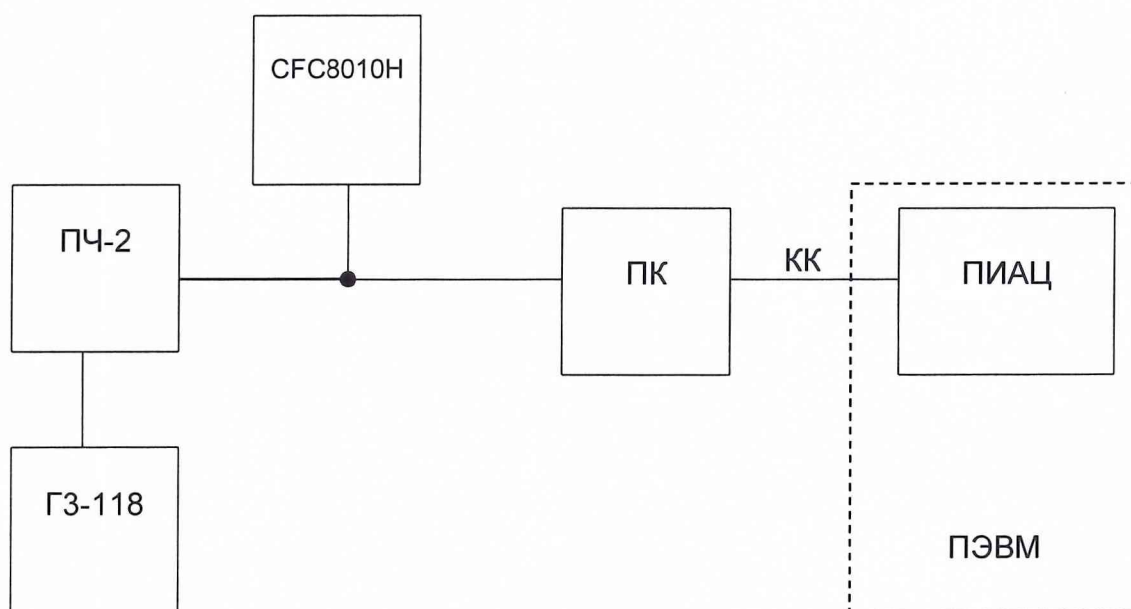 CFC8010H
ПЧ-2
ПК
КК
ПИАЦ
Г3-118
ПЭВМ